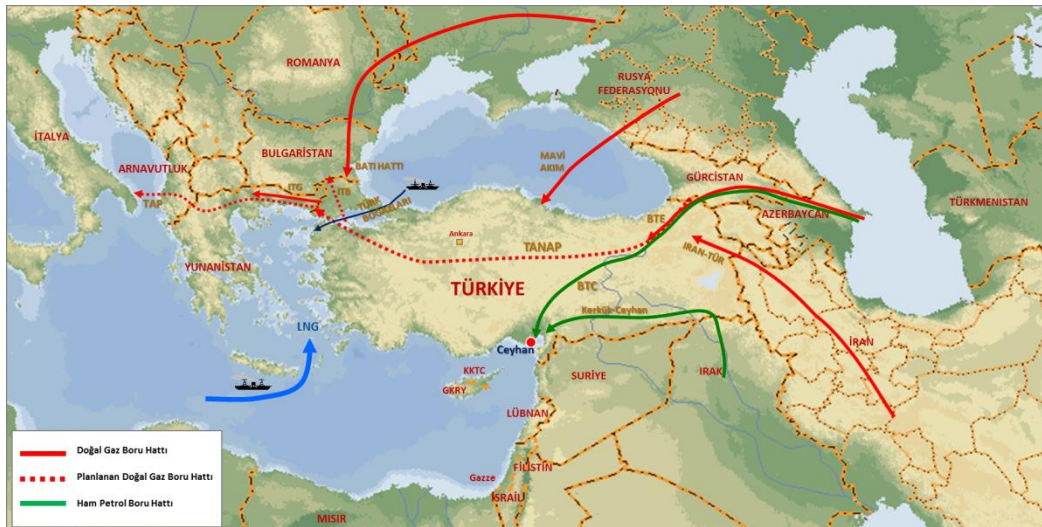 ROMANYA
RUSYA
FEDERASYONU
İTALYA
BULGARİSTAN
BATI HATTI
MAVİ
AKIM
ARNAVUTLUK
GÜRCİSTAN
ITG
ITB
TÜRK
BOĞAZLARI
TAP
AZERBAYCAN
TÜRKMENISTAN
BTE
Ankara
TANAP
IRAN-TÜR
YUNANİSTAN
TÜRKİYE
BTC
Kerkük-Ceyhan
LNG
Ceyhan
İRAN
KKTC
SURİYE
IRAK
GKRY
LÜBNAN
FİLİSTİN
Gazze
İSRAİL
MISIR
Doğal Gaz Boru Hattı
Planlanan Doğal Gaz Boru Hattı
Ham Petrol Boru Hattı